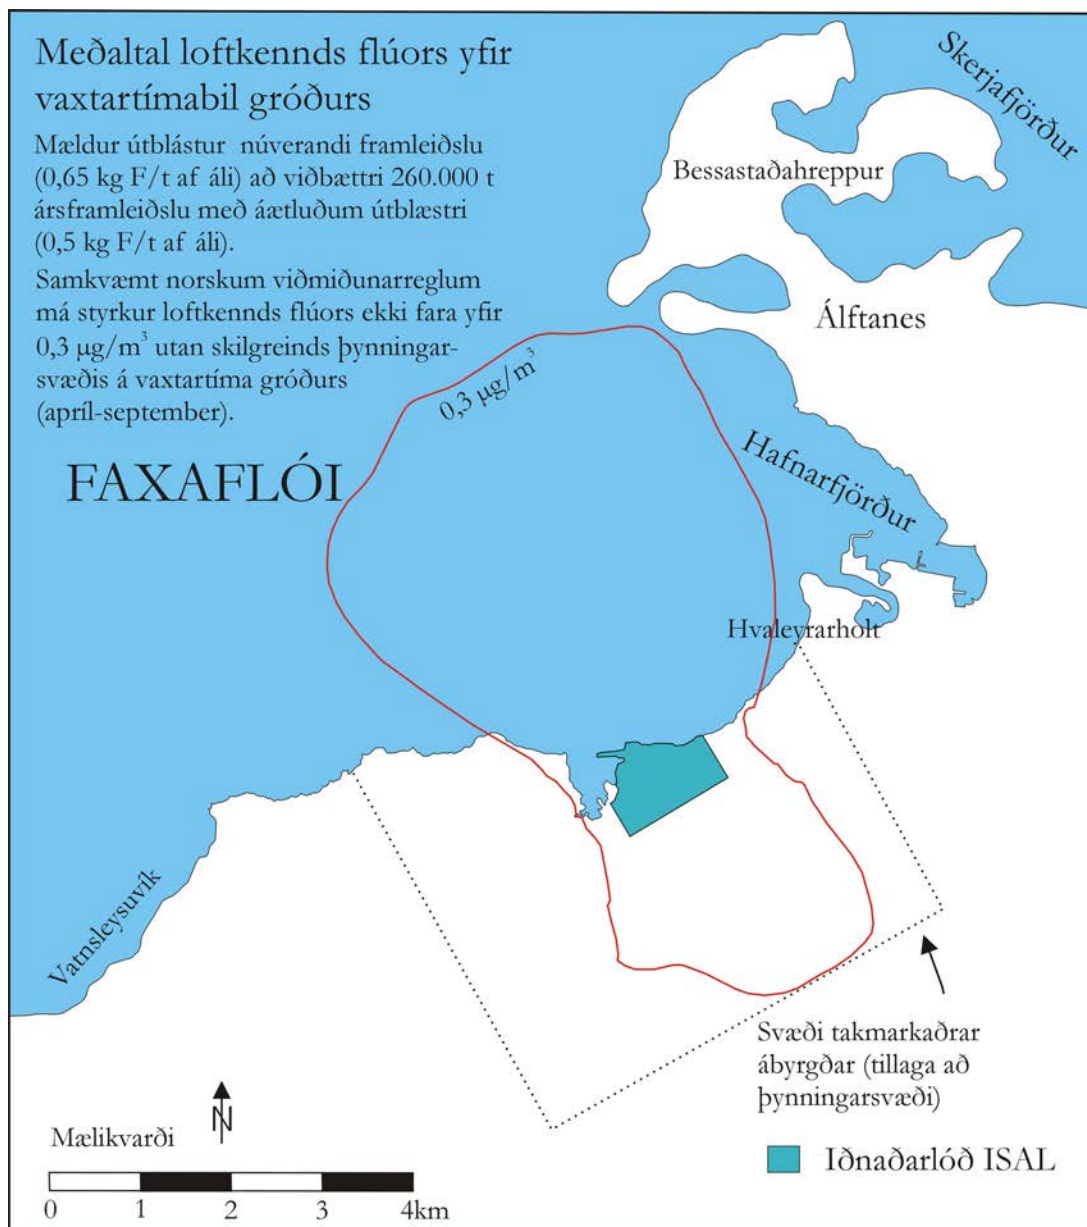 Meðaltal loftkennds flúors yfir
vaxtartímabil gróðurs
Mældur útblástur núverandi framleiðslu
(0,65 kg F/t af áli) að viðbættri 260.000 t
ársframleiðslu með áætluðum útblæstri
(0,5 kg F/t af áli).
Samkvæmt norskum viðmiðunarreglum
má styrkur loftkennds flúors ekki fara yfir
0,3 µg/m³ utan skilgreinds þynningar-
svæðis á vaxtartíma gróðurs
(apríl-september).
Skerjafjörður
Bessastaðahreppur
Álftanes
0,3 µg/m³
FAXAFLÓI
Hafnarfjörður
Hvaleyrarholt
Vatnsleysuvík
Svæði takmarkaðrar
ábyrgðar (tillaga að
þynningarsvæði)
N
Mælikvarði
0 1 2 3 4km
Iðnaðarlóð ISAL